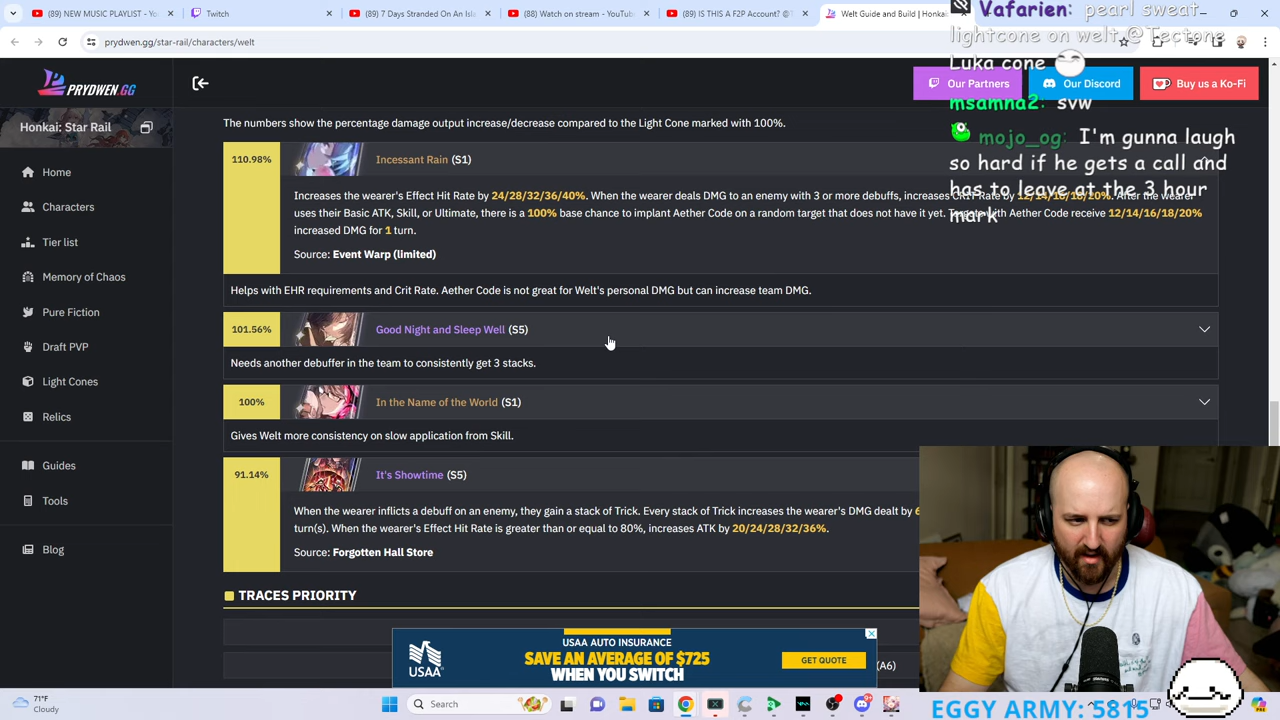 (89) NEW MUSIC PLAYLIST -
Twitch
(89) 7 Days Stranded On An Isl
(88) Watch stream - YouTube
(89) IS THIS A F2P ACCOUNT? @
Welt Guide and Build | Honkai
prydwen.gg/star-rail/characters/welt
Vafarien: pearl sweat
lightcone on welt @Tectone
Luka cone
msamna2: svw
mojo_og: I'm gunna laugh
so hard if he gets a call and
has to leave at the 3 hour
mark
PRYDWEN.GG
Our Partners
Our Discord
Buy us a Ko-Fi
Honkai: Star Rail
Home
Characters
Tier list
Memory of Chaos
Pure Fiction
Draft PVP
Light Cones
Relics
Guides
Tools
Blog
The numbers show the percentage damage output increase/decrease compared to the Light Cone marked with 100%.
110.98%
Incessant Rain (S1)
Increases the wearer's Effect Hit Rate by 24/28/32/36/40%. When the wearer deals DMG to an enemy with 3 or more debuffs, increases CRIT Rate by 12/14/16/18/20%. After the wearer
uses their Basic ATK, Skill, or Ultimate, there is a 100% base chance to implant Aether Code on a random target that does not have it yet. Targets with Aether Code receive 12/14/16/18/20%
increased DMG for 1 turn.
Source: Event Warp (limited)
Helps with EHR requirements and Crit Rate. Aether Code is not great for Welt's personal DMG but can increase team DMG.
101.56%
Good Night and Sleep Well (S5)
Needs another debuffer in the team to consistently get 3 stacks.
100%
In the Name of the World (S1)
Gives Welt more consistency on slow application from Skill.
91.14%
It's Showtime (S5)
When the wearer inflicts a debuff on an enemy, they gain a stack of Trick. Every stack of Trick increases the wearer's DMG dealt by 6
turn(s). When the wearer's Effect Hit Rate is greater than or equal to 80%, increases ATK by 20/24/28/32/36%.
Source: Forgotten Hall Store
TRACES PRIORITY
(A6)
USAA
USAA AUTO INSURANCE
SAVE AN AVERAGE OF $725
WHEN YOU SWITCH
GET QUOTE
71°F
Cloudy
Search
EGGY ARMY: 5815